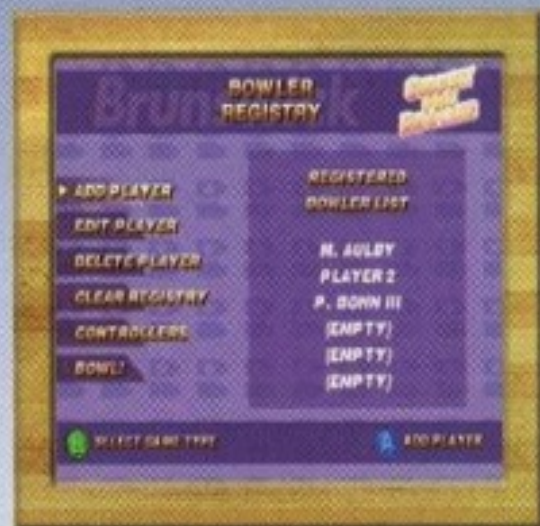 BOWLER
REGISTRY
ADD PLAYER
EDIT PLAYER
DELETE PLAYER
CLEAR REGISTRY
CONTROLLERS
BOWL!
REGISTERED
BOWLER LIST
M. AULBY
PLAYER 2
P. BOHN III
(EMPTY)
(EMPTY)
(EMPTY)
B SELECT GAME TYPE
A ADD PLAYER